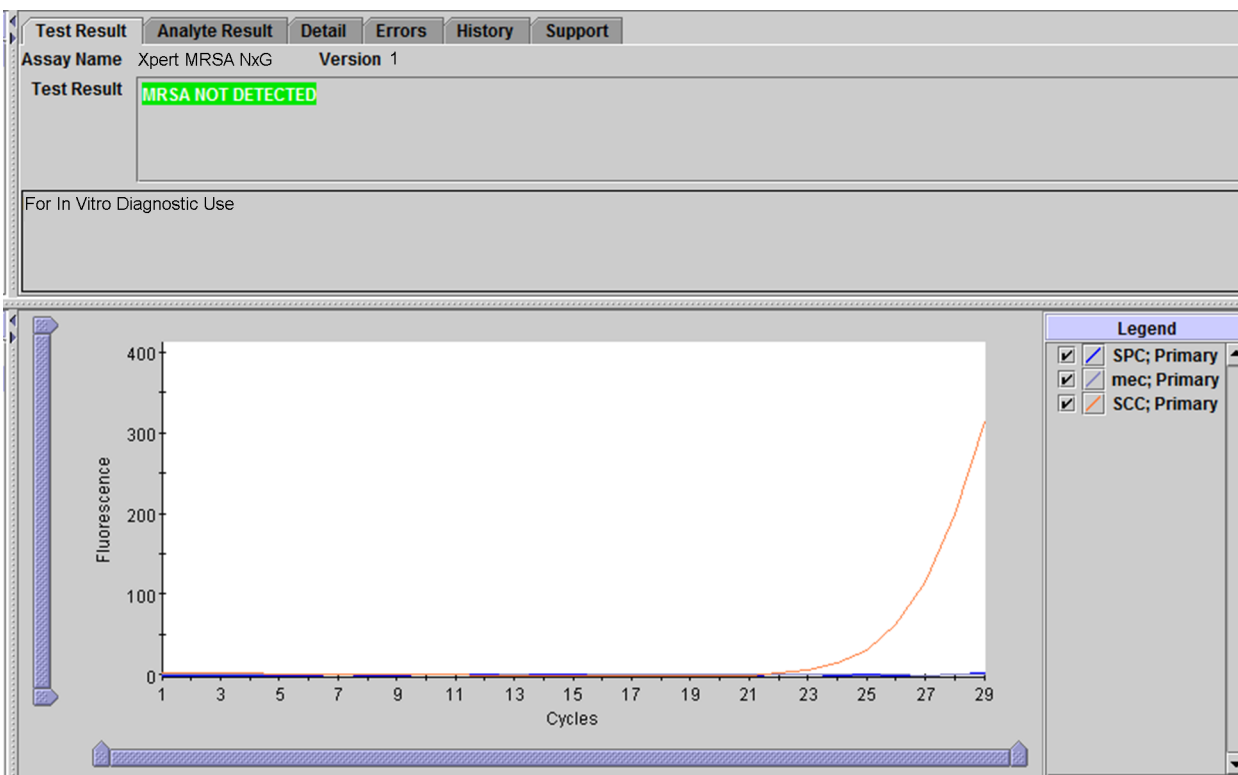 Test Result Analyte Result Detail Errors History Support
Assay Name Xpert MRSA NxG Version 1
Test Result MRSA NOT DETECTED
For In Vitro Diagnostic Use
Legend
SPC; Primary
mec; Primary
SCC; Primary
400
300
200
100
0
Fluorescence
1 3 5 7 9 11 13 15 17 19 21 23 25 27 29
Cycles